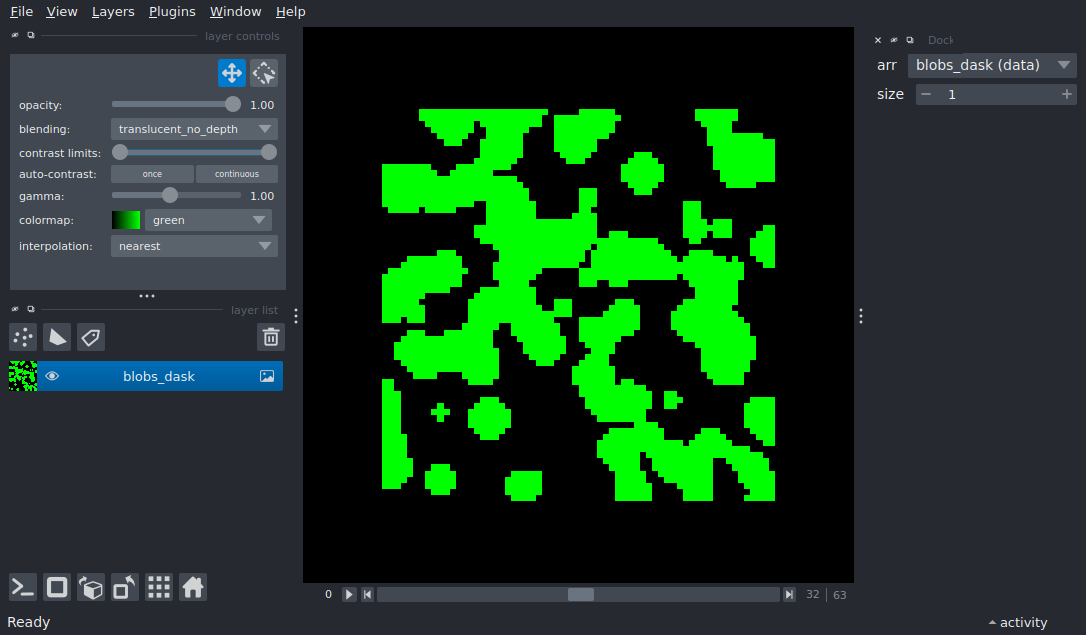 File View Layers Plugins Window Help
layer controls
opacity: 1.00
blending: translucent_no_depth
contrast limits:
auto-contrast: once continuous
gamma: 1.00
colormap: green
interpolation: nearest
layer list
blobs_dask
Dock
arr blobs_dask (data)
size 1
0 32 63
Ready
activity